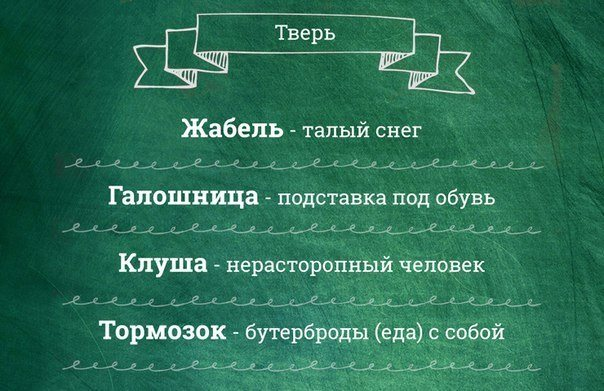 Тверь
Жабель - талый снег
Галошница - подставка под обувь
Клуша - нерасторопный человек
Тормозок - бутерброды (еда) с собой